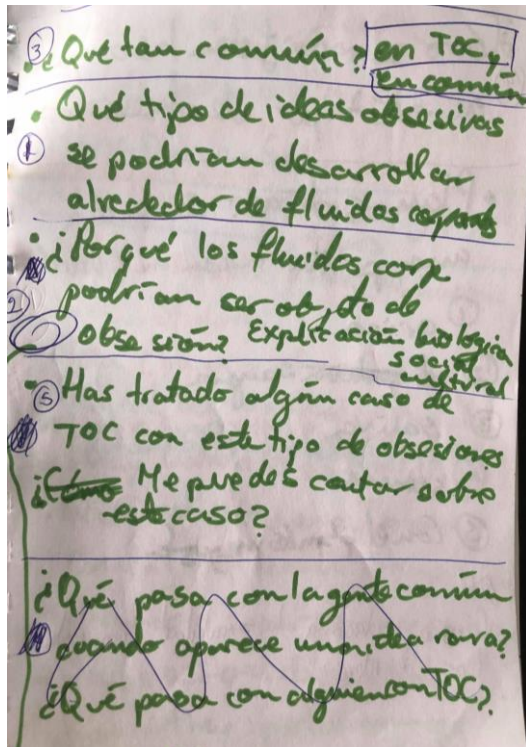 ③ • ¿Qué tan común? en TOC y
en común
• Qué tipo de ideas obsesivas
① se podrían desarrollar
alrededor de fluidos corporales
• ¿Porqué los fluidos corp
② podrían ser objeto de
obsesión? Explicación biológica
social
cultural
• ⑤ Has tratado algún caso de
TOC con este tipo de obsesiones
¿Cómo Me puedes contar sobre
este caso?
¿Qué pasa con la gente común
cuando aparece una idea rara?
¿Qué pasa con alguien con TOC?